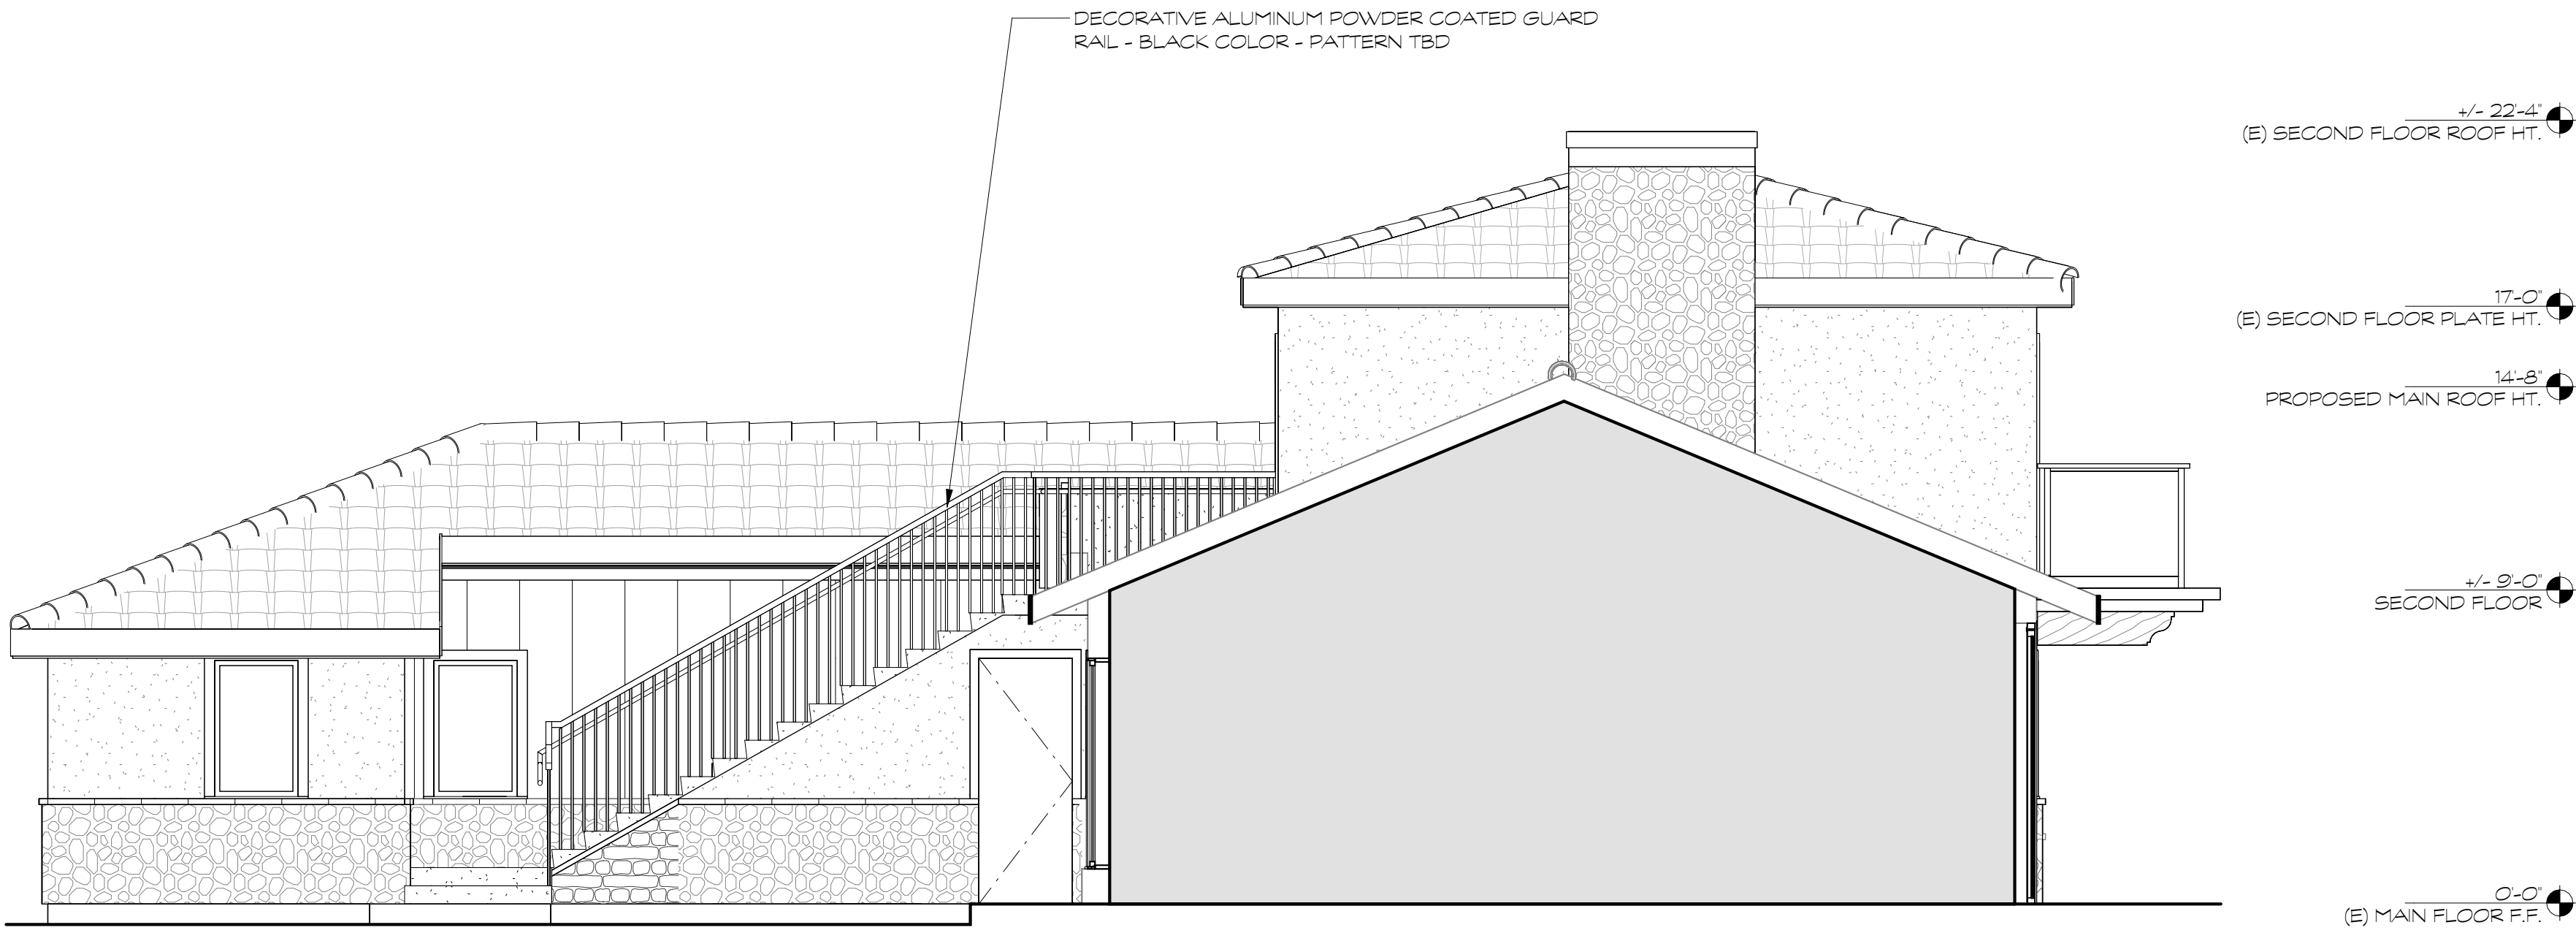 DECORATIVE ALUMINUM POWDER COATED GUARD
RAIL - BLACK COLOR - PATTERN TBD
+/- 22'-4"
(E) SECOND FLOOR ROOF HT.
17'-0"
(E) SECOND FLOOR PLATE HT.
14'-8"
PROPOSED MAIN ROOF HT.
+/- 9'-0"
SECOND FLOOR
0'-0"
(E) MAIN FLOOR F.F.